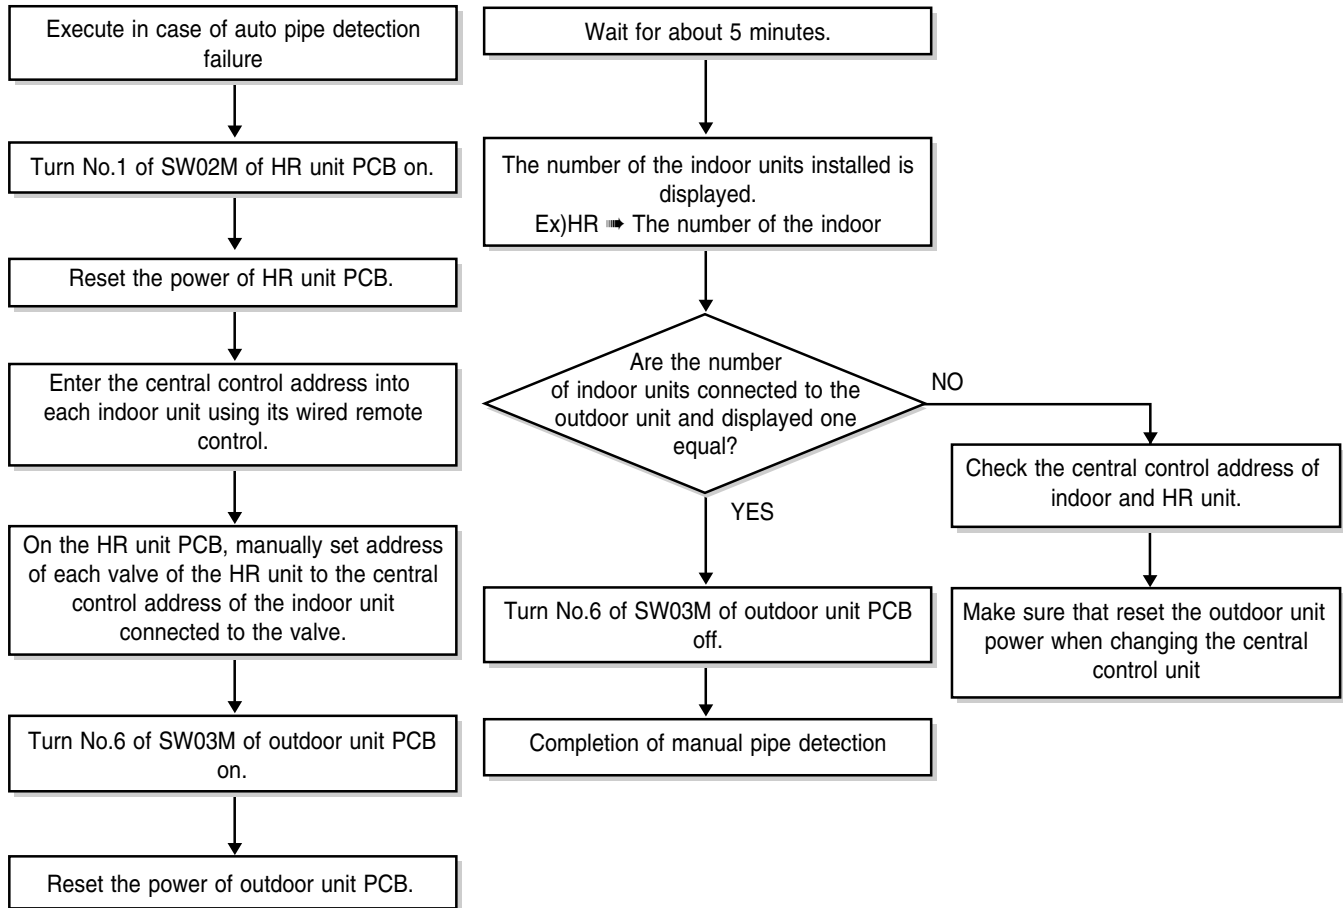 Execute in case of auto pipe detection
failure
Turn No.1 of SW02M of HR unit PCB on.
Reset the power of HR unit PCB.
Enter the central control address into
each indoor unit using its wired remote
control.
On the HR unit PCB, manually set address
of each valve of the HR unit to the central
control address of the indoor unit
connected to the valve.
Turn No.6 of SW03M of outdoor unit PCB
on.
Reset the power of outdoor unit PCB.
Wait for about 5 minutes.
The number of the indoor units installed is
displayed.
Ex)HR ➠ The number of the indoor
Are the number
of indoor units connected to the
outdoor unit and displayed one
equal?
NO
YES
Turn No.6 of SW03M of outdoor unit PCB
off.
Completion of manual pipe detection
Check the central control address of
indoor and HR unit.
Make sure that reset the outdoor unit
power when changing the central
control unit